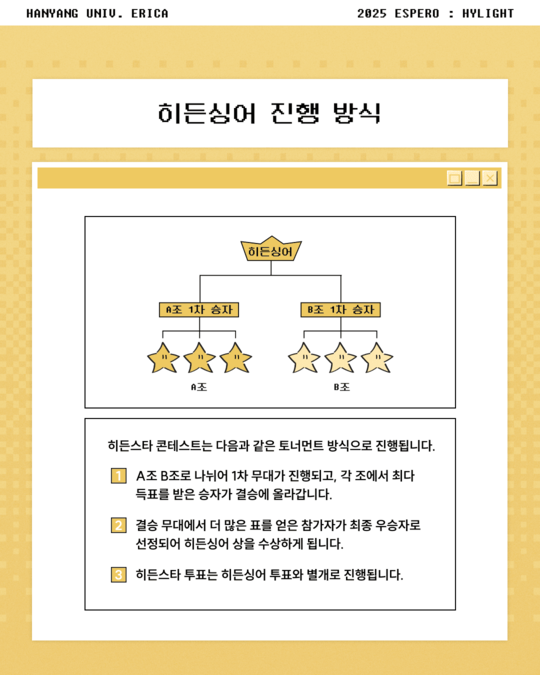 HANYANG UNIV. ERICA
2025 ESPERO : HYLIGHT
히든싱어 진행 방식
히든싱어
A조 1차 승자
B조 1차 승자
A조
B조
히든스타 콘테스트는 다음과 같은 토너먼트 방식으로 진행됩니다.
1 A조 B조로 나뉘어 1차 무대가 진행되고, 각 조에서 최다
득표를 받은 승자가 결승에 올라갑니다.
2 결승 무대에서 더 많은 표를 얻은 참가자가 최종 우승자로
선정되어 히든싱어 상을 수상하게 됩니다.
3 히든스타 투표는 히든싱어 투표와 별개로 진행됩니다.